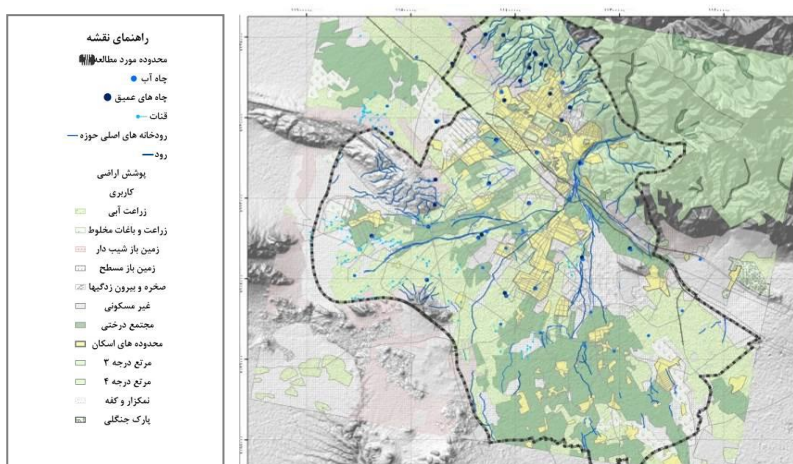 راهنمای نقشه
محدوده مورد مطالعه
چاه آب
چاه های عمیق
قنات
رودخانه های اصلی حوزه
رود
پوشش اراضی
کاربری
زراعت آبی
زراعت و باغات مخلوط
زمین باز شیب دار
زمین باز مسطح
صخره و بیرون زدگیها
غیر مسکونی
مجتمع درختی
محدوده های اسکان
مرتع درجه ۳
مرتع درجه ۴
نمکزار و کفه
پارک جنگلی